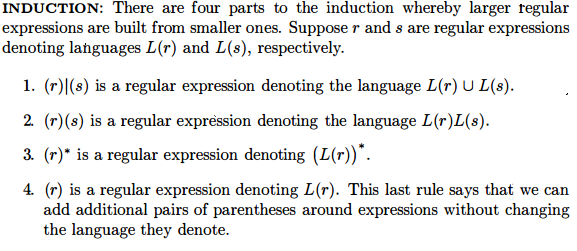 INDUCTION: There are four parts to the induction whereby larger regular
expressions are built from smaller ones. Suppose r and s are regular expressions
denoting languages L(r) and L(s), respectively.
1. (r)|(s) is a regular expression denoting the language L(r) ∪ L(s).
2. (r)(s) is a regular expression denoting the language L(r)L(s).
3. (r)* is a regular expression denoting (L(r))*.
4. (r) is a regular expression denoting L(r). This last rule says that we can
add additional pairs of parentheses around expressions without changing
the language they denote.